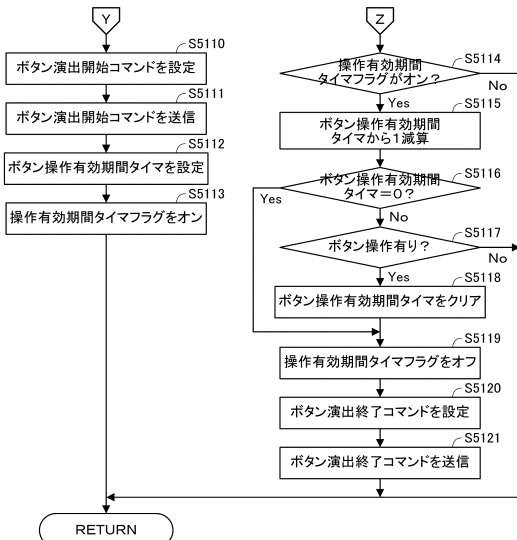 Y
S5110
ボタン演出開始コマンドを設定
S5111
ボタン演出開始コマンドを送信
S5112
ボタン操作有効期間タイマを設定
S5113
操作有効期間タイマフラグをオン
RETURN
Z
S5114
操作有効期間
タイマフラグがオン?
No
Yes
S5115
ボタン操作有効期間
タイマから1減算
S5116
ボタン操作有効期間
タイマ=0?
Yes
No
S5117
ボタン操作有り?
No
Yes
S5118
ボタン操作有効期間タイマをクリア
S5119
操作有効期間タイマフラグをオフ
S5120
ボタン演出終了コマンドを設定
S5121
ボタン演出終了コマンドを送信